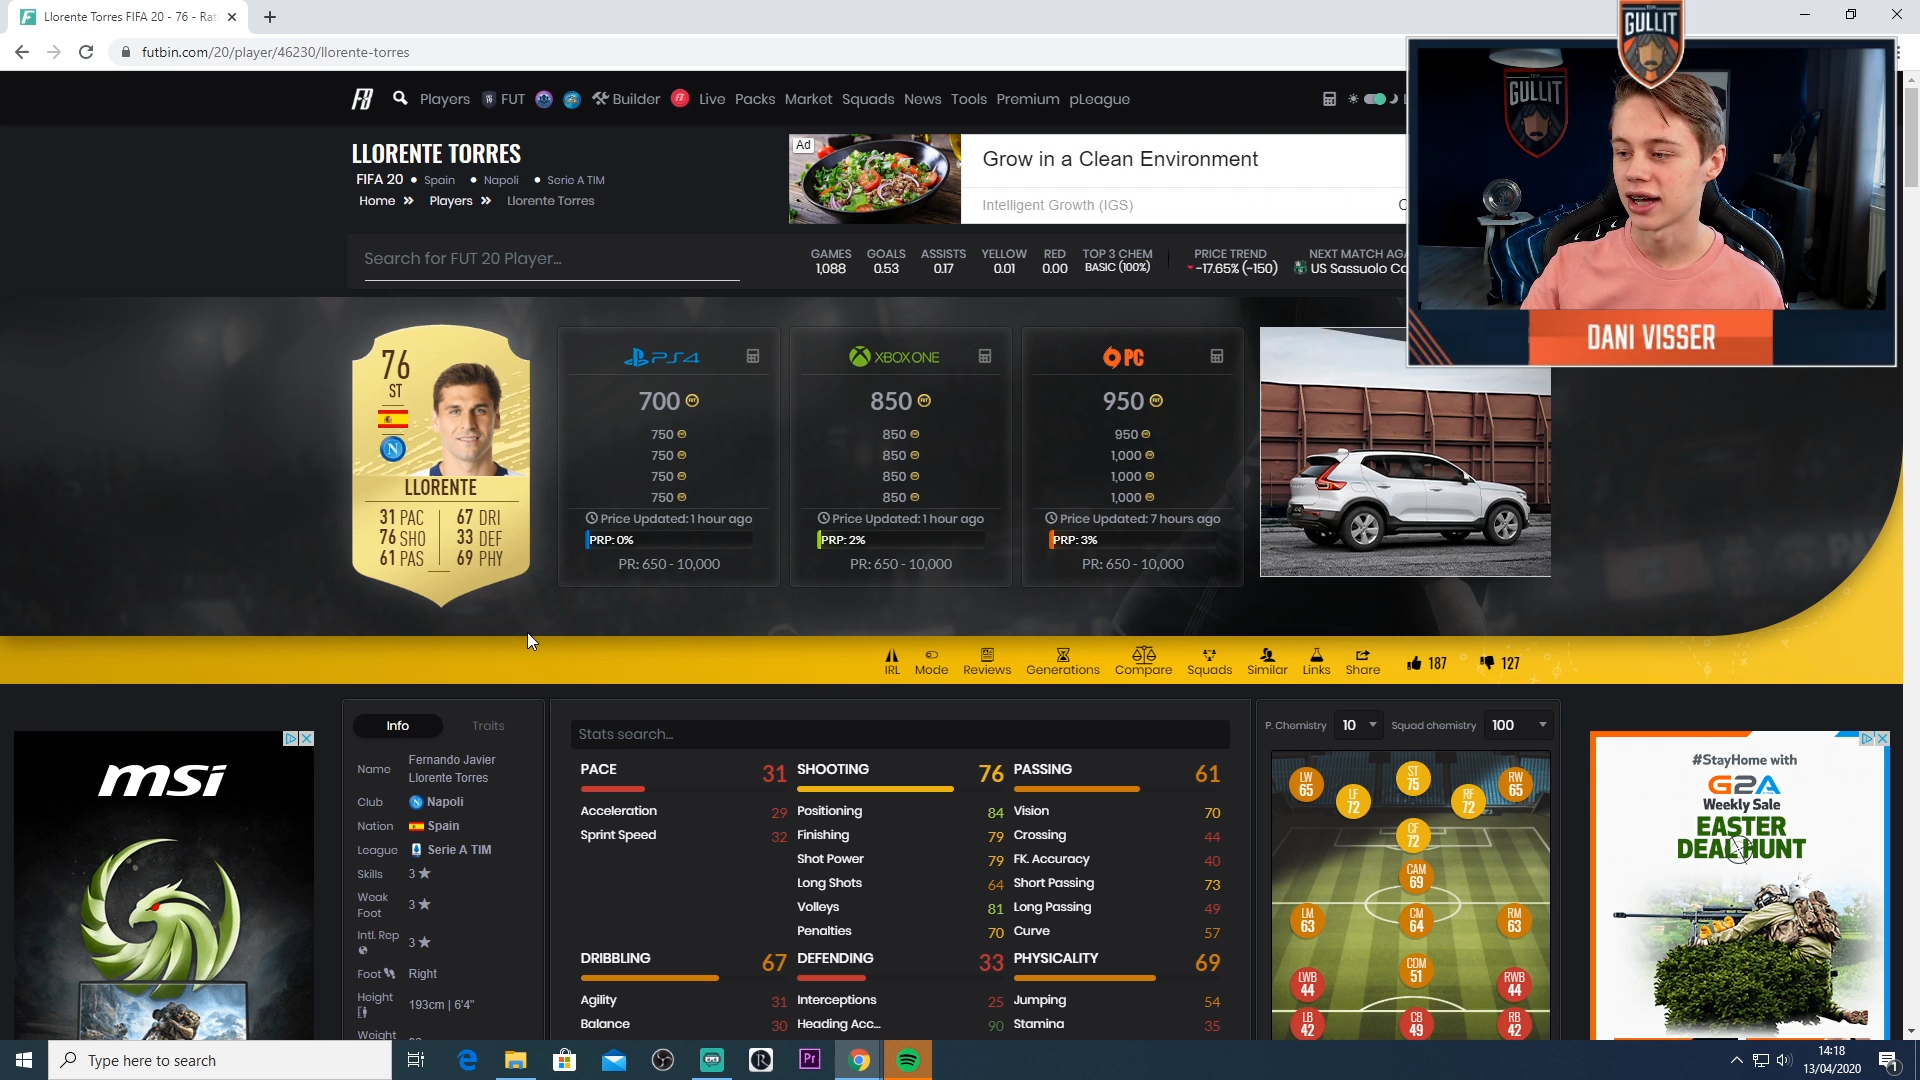 Llorente Torres FIFA 20 - 76 - Rat
futbin.com/20/player/46230/llorente-torres
Players FUT Builder Live Packs Market Squads News Tools Premium pLeague
LLORENTE TORRES
FIFA 20 • Spain • Napoli • Serie A TIM
Home » Players » Llorente Torres
Ad
Grow in a Clean Environment
Intelligent Growth (IGS)
Search for FUT 20 Player...
GAMES GOALS ASSISTS YELLOW RED TOP 3 CHEM PRICE TREND NEXT MATCH AGA
1,088 0.53 0.17 0.01 0.00 BASIC (100%) -17.65% (-150) US Sassuolo Ca
GULLIT
GULLIT
DANI VISSER
76
ST
LLORENTE
31 PAC 67 DRI
76 SHO 33 DEF
61 PAS 69 PHY
PS4
700
750
750
750
750
Price Updated: 1 hour ago
PRP: 0%
PR: 650 - 10,000
XBOX ONE
850
850
850
850
850
Price Updated: 1 hour ago
PRP: 2%
PR: 650 - 10,000
PC
950
950
1,000
1,000
1,000
Price Updated: 7 hours ago
PRP: 3%
PR: 650 - 10,000
IRL Mode Reviews Generations Compare Squads Similar Links Share 187 127
msi
Info Traits
Name Fernando Javier Llorente Torres
Club Napoli
Nation Spain
League Serie A TIM
Skills 3★
Weak Foot 3★
Intl. Rep 3★
Foot Right
Height 193cm | 6'4"
Weight
Stats search...
PACE 31
Acceleration 29
Sprint Speed 32
SHOOTING 76
Positioning 84
Finishing 79
Shot Power 79
Long Shots 64
Volleys 81
Penalties 70
PASSING 61
Vision 70
Crossing 44
FK. Accuracy 40
Short Passing 73
Long Passing 49
Curve 57
DRIBBLING 67
Agility 31
Balance 30
DEFENDING 33
Interceptions 25
Heading Acc... 90
PHYSICALITY 69
Jumping 54
Stamina 35
P. Chemistry 10 Squad chemistry 100
LW 65
ST 75
RW 65
LF 72
RF 72
CF 72
CAM 69
LM 63
CM 64
RM 63
CDM 51
LWB 44
RWB 44
LB 42
CB 49
RB 42
#StayHome with
G2A
Weekly Sale
EASTER
DEAL HUNT
Type here to search
Pr
14:18
13/04/2020
1